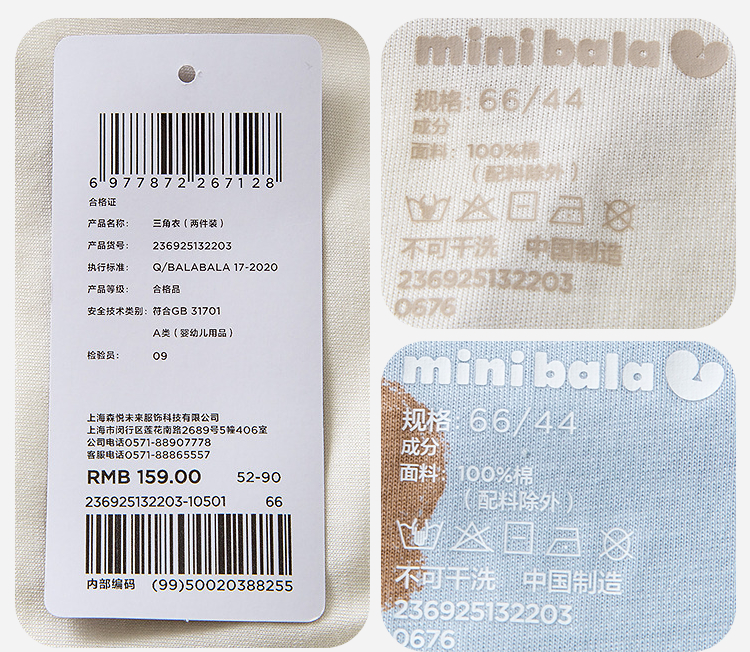 6 977872 267128
合格证
产品名称: 三角衣（两件装）
产品货号: 236925132203
执行标准: Q/BALABALA 17-2020
产品等级: 合格品
安全技术类别: 符合GB 31701
A类（婴幼儿用品）
检验员: 09
上海森悦未来服饰科技有限公司
上海市闵行区莲花南路2689号5幢406室
公司电话0571-88907778
客服电话0571-88865557
RMB 159.00 52-90
236925132203-10501 66
内部编码 (99)50020388255
mini bala
规格: 66/44
成分
面料: 100%棉
（配料除外）
不可干洗 中国制造
236925132203
0676
mini bala
规格: 66/44
成分
面料: 100%棉
（配料除外）
不可干洗 中国制造
236925132203
0676